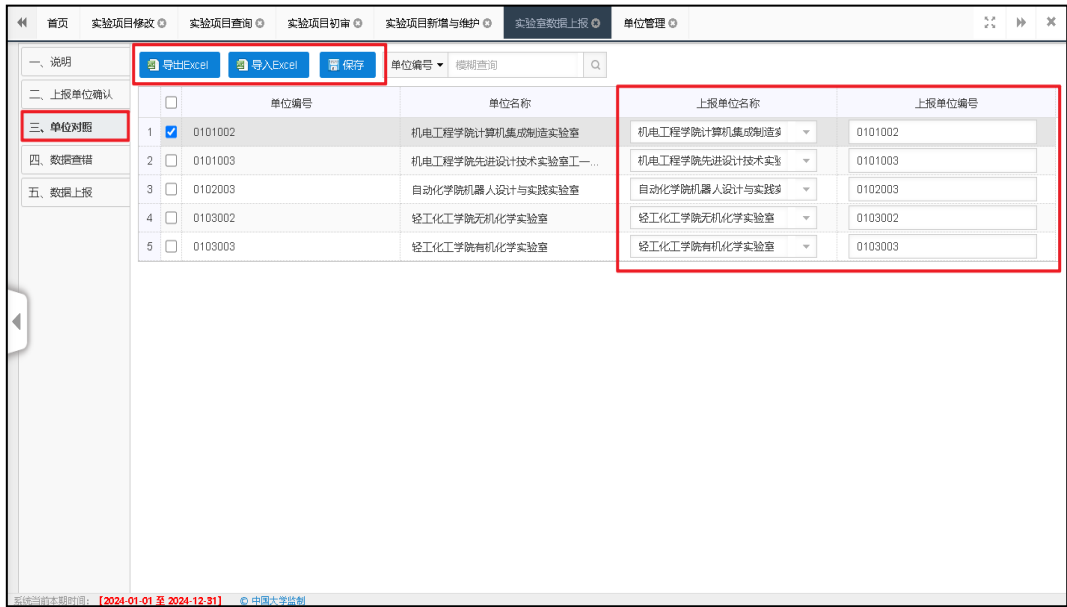 首页 实验项目修改 实验项目查询 实验项目初审 实验项目新增与维护 实验室数据上报 单位管理
一、说明
二、上报单位确认
三、单位对照
四、数据查错
五、数据上报
导出Excel 导入Excel 保存 单位编号 模糊查询
单位编号 单位名称 上报单位名称 上报单位编号
1 0101002 机电工程学院计算机集成制造实验室 机电工程学院计算机集成制造 0101002
2 0101003 机电工程学院先进设计技术实验室工一... 机电工程学院先进设计技术实 0101003
3 0102003 自动化学院机器人设计与实践实验室 自动化学院机器人设计与实践 0102003
4 0103002 轻工化工学院无机化学实验室 轻工化工学院无机化学实验室 0103002
5 0103003 轻工化工学院有机化学实验室 轻工化工学院有机化学实验室 0103003
系统当前本期时间: 【2024-01-01 至 2024-12-31】 © 中国大学监制